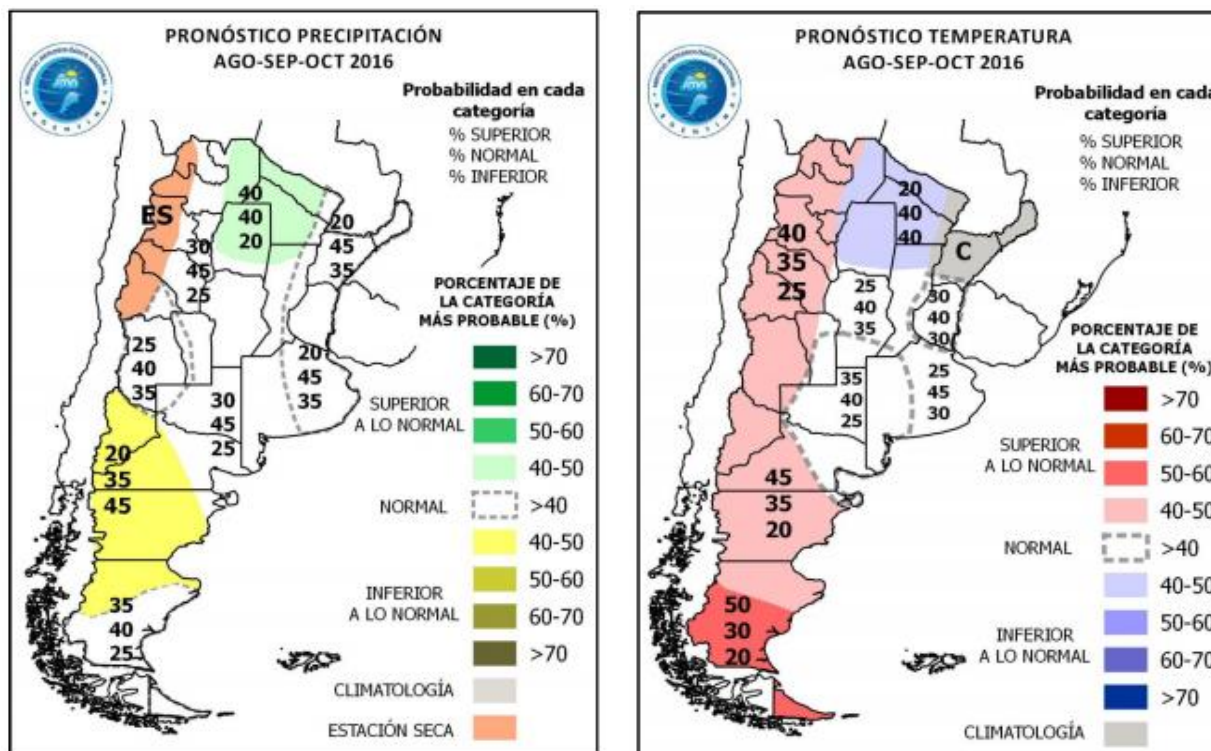 PRONÓSTICO PRECIPITACIÓN
AGO-SEP-OCT 2016
Probabilidad en cada
categoría
% SUPERIOR
% NORMAL
% INFERIOR
40
40
20
ES
30
45
25
20
45
35
25
40
35
20
45
35
30
45
25
20
35
45
35
40
25
PORCENTAJE DE
LA CATEGORÍA
MÁS PROBABLE (%)
>70
60-70
SUPERIOR
A LO NORMAL
50-60
40-50
NORMAL
>40
40-50
50-60
INFERIOR
A LO NORMAL
60-70
>70
CLIMATOLOGÍA
ESTACIÓN SECA
PRONÓSTICO TEMPERATURA
AGO-SEP-OCT 2016
Probabilidad en cada
categoría
% SUPERIOR
% NORMAL
% INFERIOR
20
40
40
40
35
25
C
25
40
35
30
40
30
35
40
25
25
45
30
45
35
20
50
30
20
PORCENTAJE DE
LA CATEGORÍA
MÁS PROBABLE (%)
>70
60-70
SUPERIOR
A LO NORMAL
50-60
40-50
NORMAL
>40
40-50
50-60
INFERIOR
A LO NORMAL
60-70
>70
CLIMATOLOGÍA